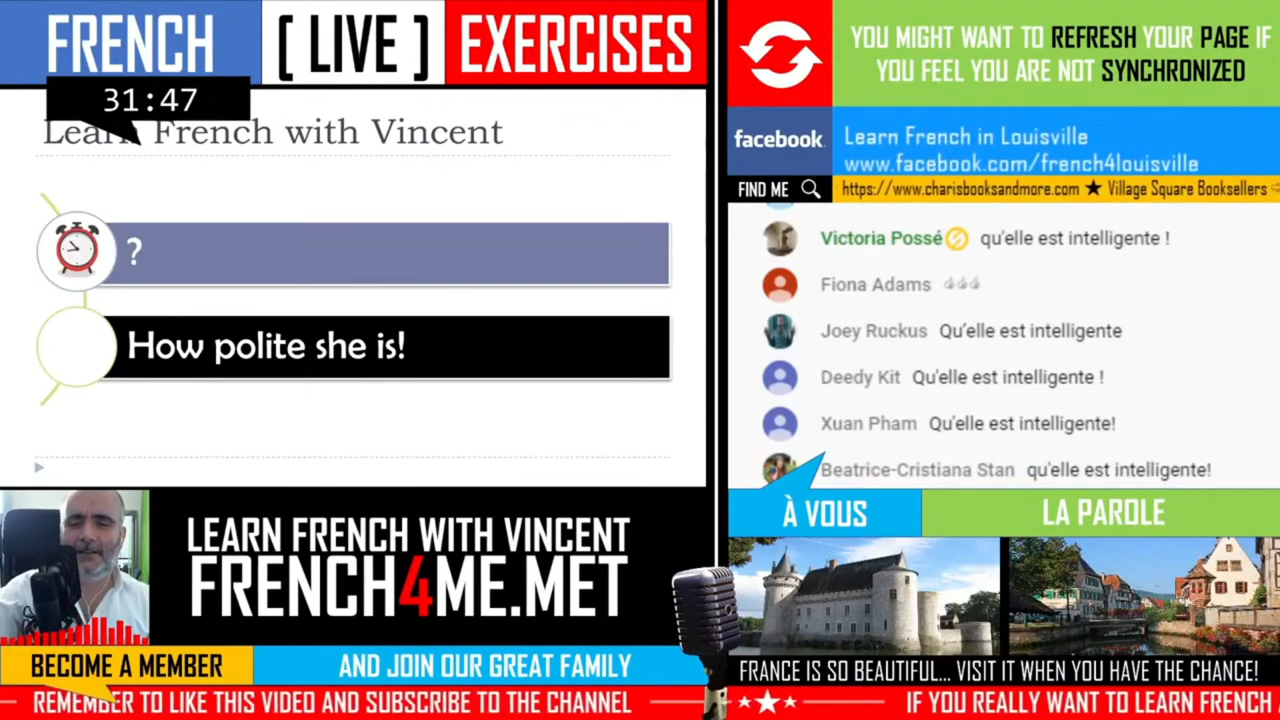 FRENCH [ LIVE ] EXERCISES
31:47
Learn French with Vincent
?
How polite she is!
LEARN FRENCH WITH VINCENT
FRENCH4ME.MET
BECOME A MEMBER
AND JOIN OUR GREAT FAMILY
REMEMBER TO LIKE THIS VIDEO AND SUBSCRIBE TO THE CHANNEL
YOU MIGHT WANT TO REFRESH YOUR PAGE IF
YOU FEEL YOU ARE NOT SYNCHRONIZED
facebook.
Learn French in Louisville
www.facebook.com/french4louisville
FIND ME
https://www.charisbooksandmore.com ★ Village Square Booksellers
Victoria Possé qu'elle est intelligente !
Fiona Adams
Joey Ruckus Qu'elle est intelligente
Deedy Kit Qu'elle est intelligente !
Xuan Pham Qu'elle est intelligente!
Beatrice-Cristiana Stan qu'elle est intelligente!
À VOUS
LA PAROLE
FRANCE IS SO BEAUTIFUL... VISIT IT WHEN YOU HAVE THE CHANCE!
IF YOU REALLY WANT TO LEARN FRENCH